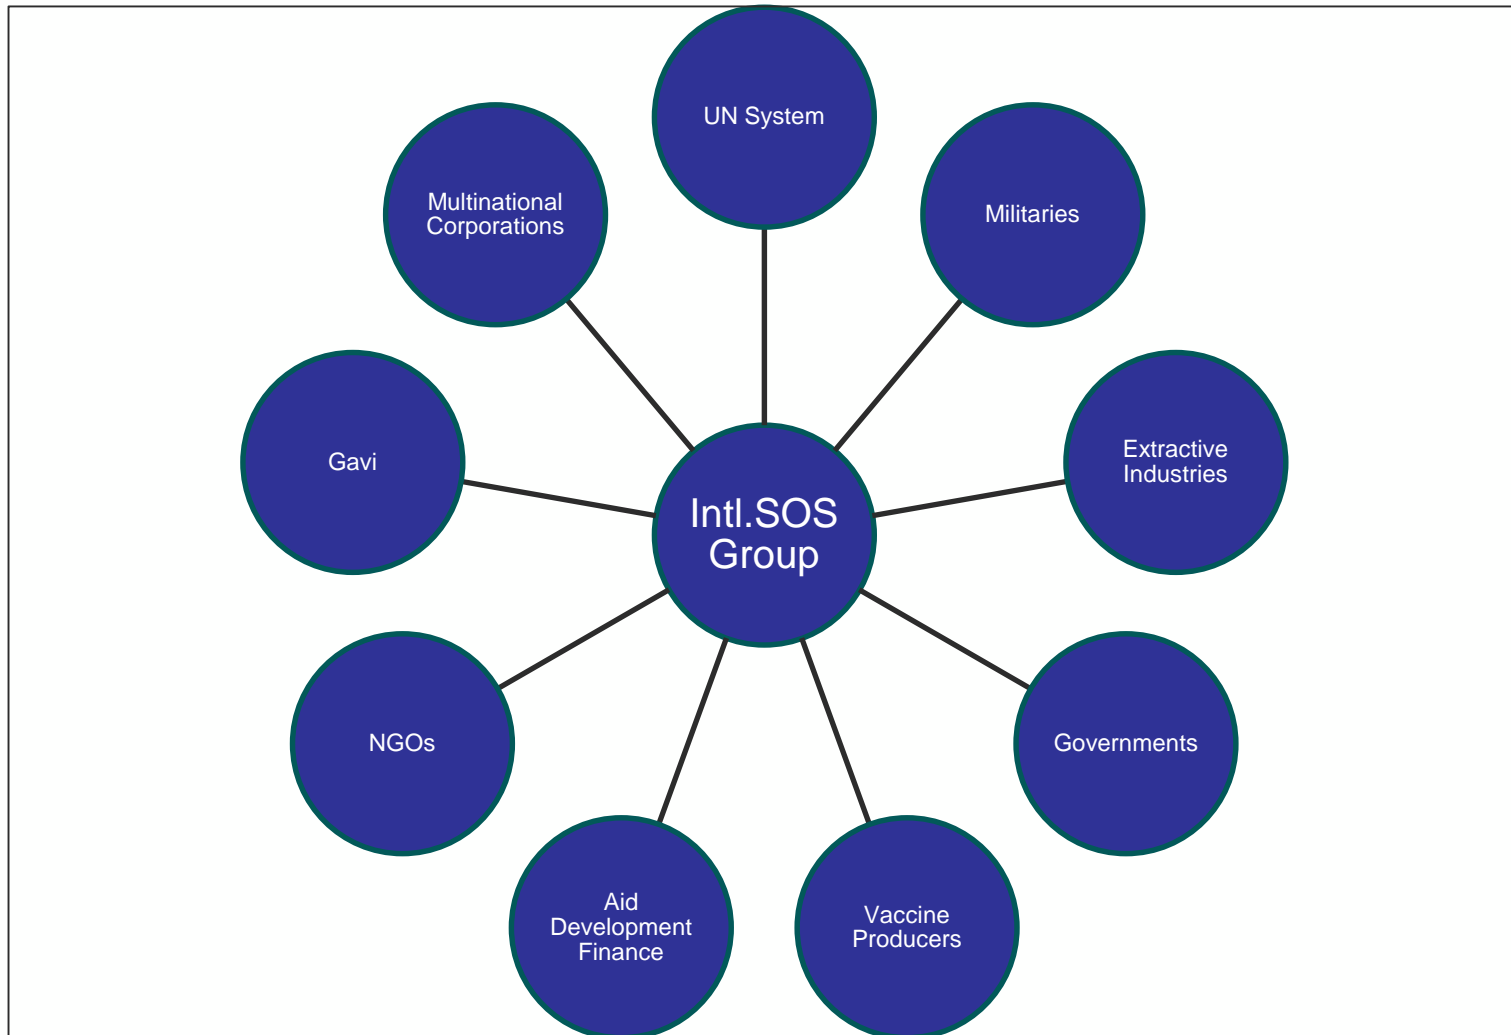 UN System
Militaries
Extractive
Industries
Governments
Vaccine
Producers
Aid
Development
Finance
NGOs
Gavi
Multinational
Corporations
Intl.SOS
Group